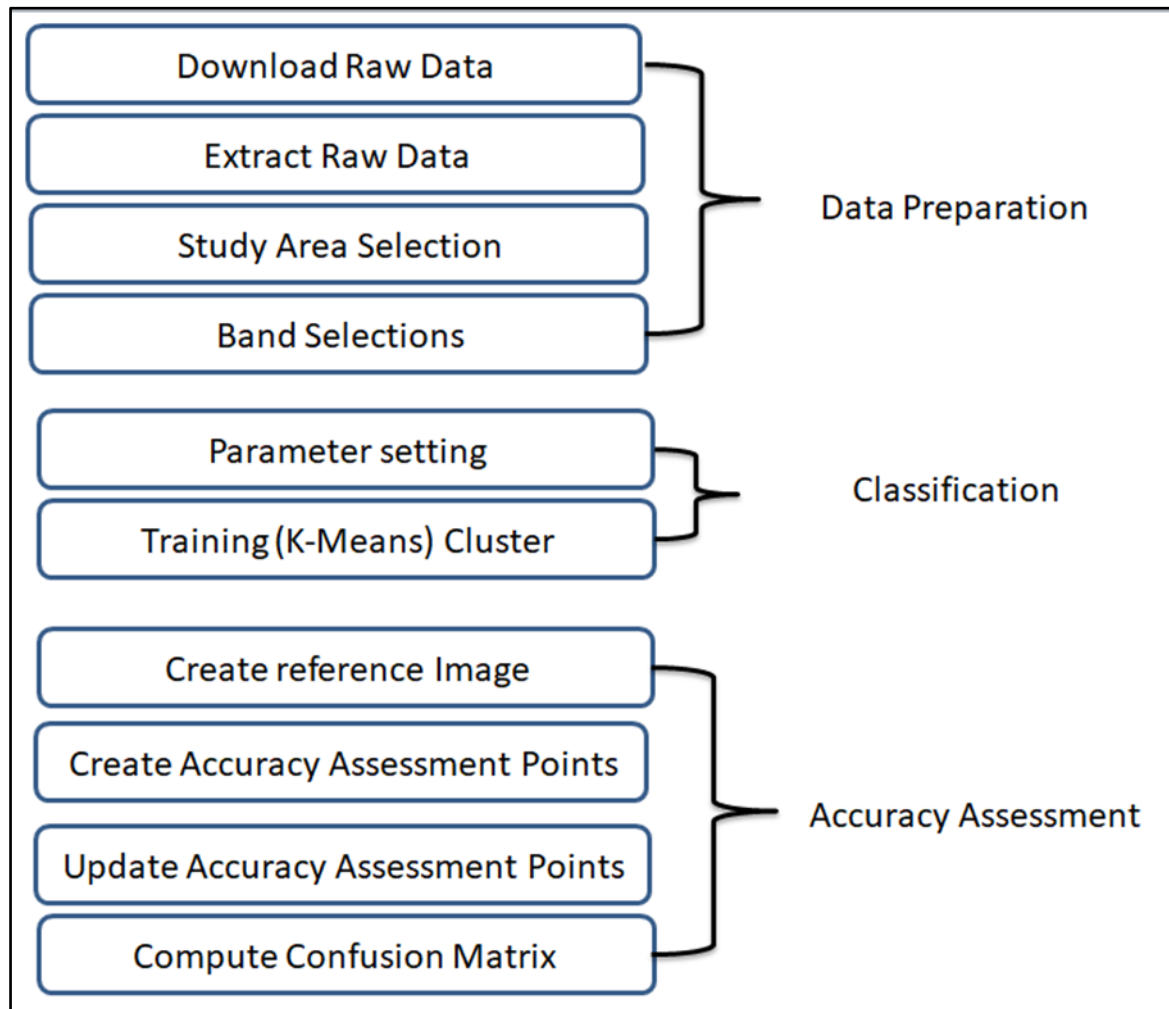 Download Raw Data
Extract Raw Data
Study Area Selection
Band Selections
Data Preparation
Parameter setting
Training (K-Means) Cluster
Classification
Create reference Image
Create Accuracy Assessment Points
Update Accuracy Assessment Points
Compute Confusion Matrix
Accuracy Assessment